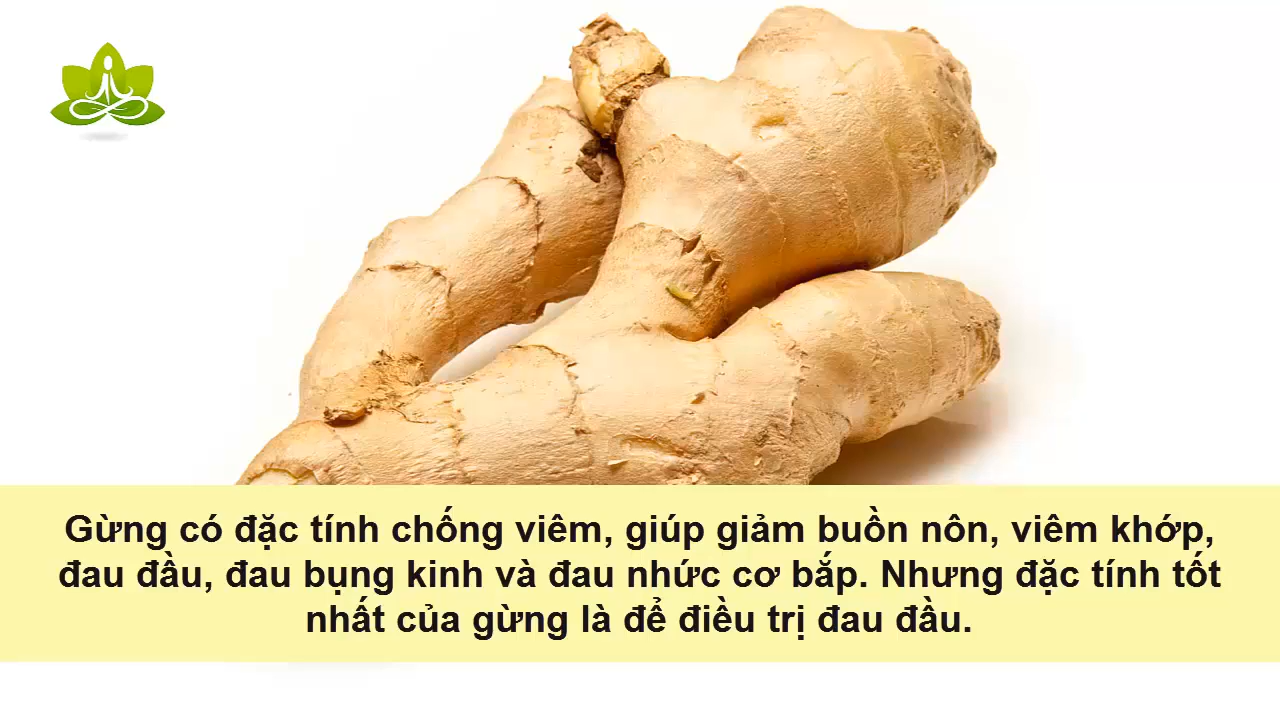 Gừng có đặc tính chống viêm, giúp giảm buồn nôn, viêm khớp,
đau đầu, đau bụng kinh và đau nhức cơ bắp. Nhưng đặc tính tốt
nhất của gừng là để điều trị đau đầu.